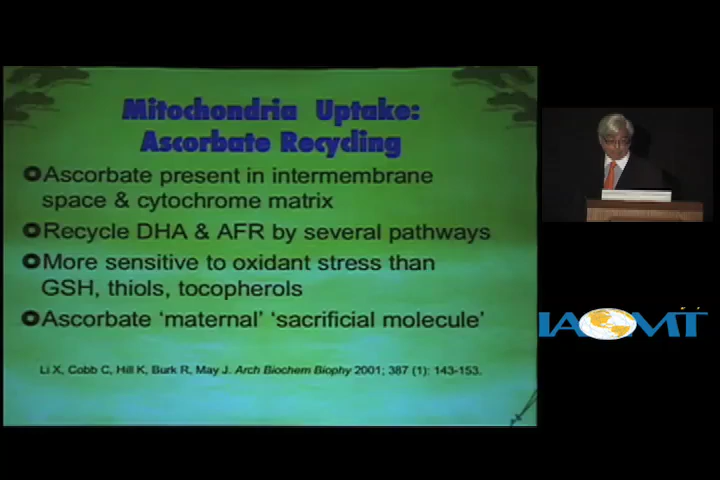 Mitochondria Uptake:
Ascorbate Recycling
Ascorbate present in intermembrane
space & cytochrome matrix
Recycle DHA & AFR by several pathways
More sensitive to oxidant stress than
GSH, thiols, tocopherols
Ascorbate ‘maternal’ ‘sacrificial molecule’
Li X, Cobb C, Hill K, Burk R, May J. Arch Biochem Biophy 2001; 387 (1): 143-153.
IAOMT